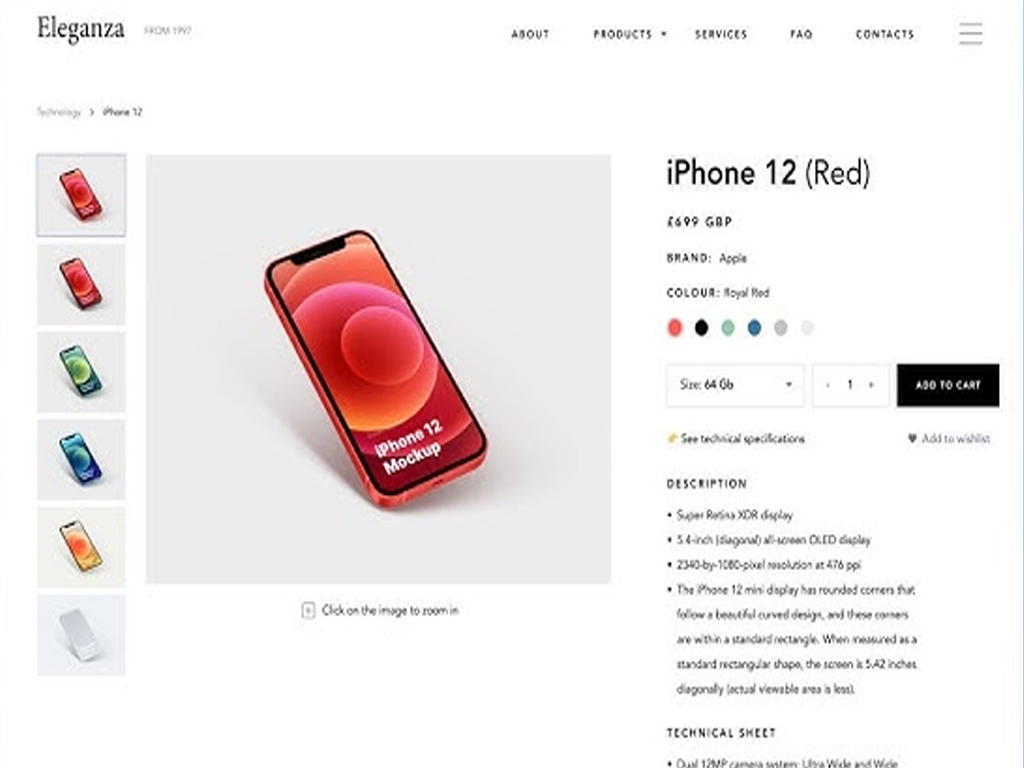 Eleganza FROM 1997
ABOUT PRODUCTS SERVICES FAQ CONTACTS
Technology > iPhone 12
iPhone 12 (Red)
£699 GBP
BRAND: Apple
COLOUR: Royal Red
Size: 64 Gb - 1 + ADD TO CART
See technical specifications Add to wishlist
iPhone 12
Mockup
Click on the image to zoom in
DESCRIPTION
• Super Retina XDR display
• 5.4-inch (diagonal) all-screen OLED display
• 2340-by-1080-pixel resolution at 476 ppi
• The iPhone 12 mini display has rounded corners that
follow a beautiful curved design, and these corners
are within a standard rectangle. When measured as a
standard rectangular shape, the screen is 5.42 inches
diagonally (actual viewable area is less).
TECHNICAL SHEET
• Dual 12MP camera system: Ultra Wide and Wide